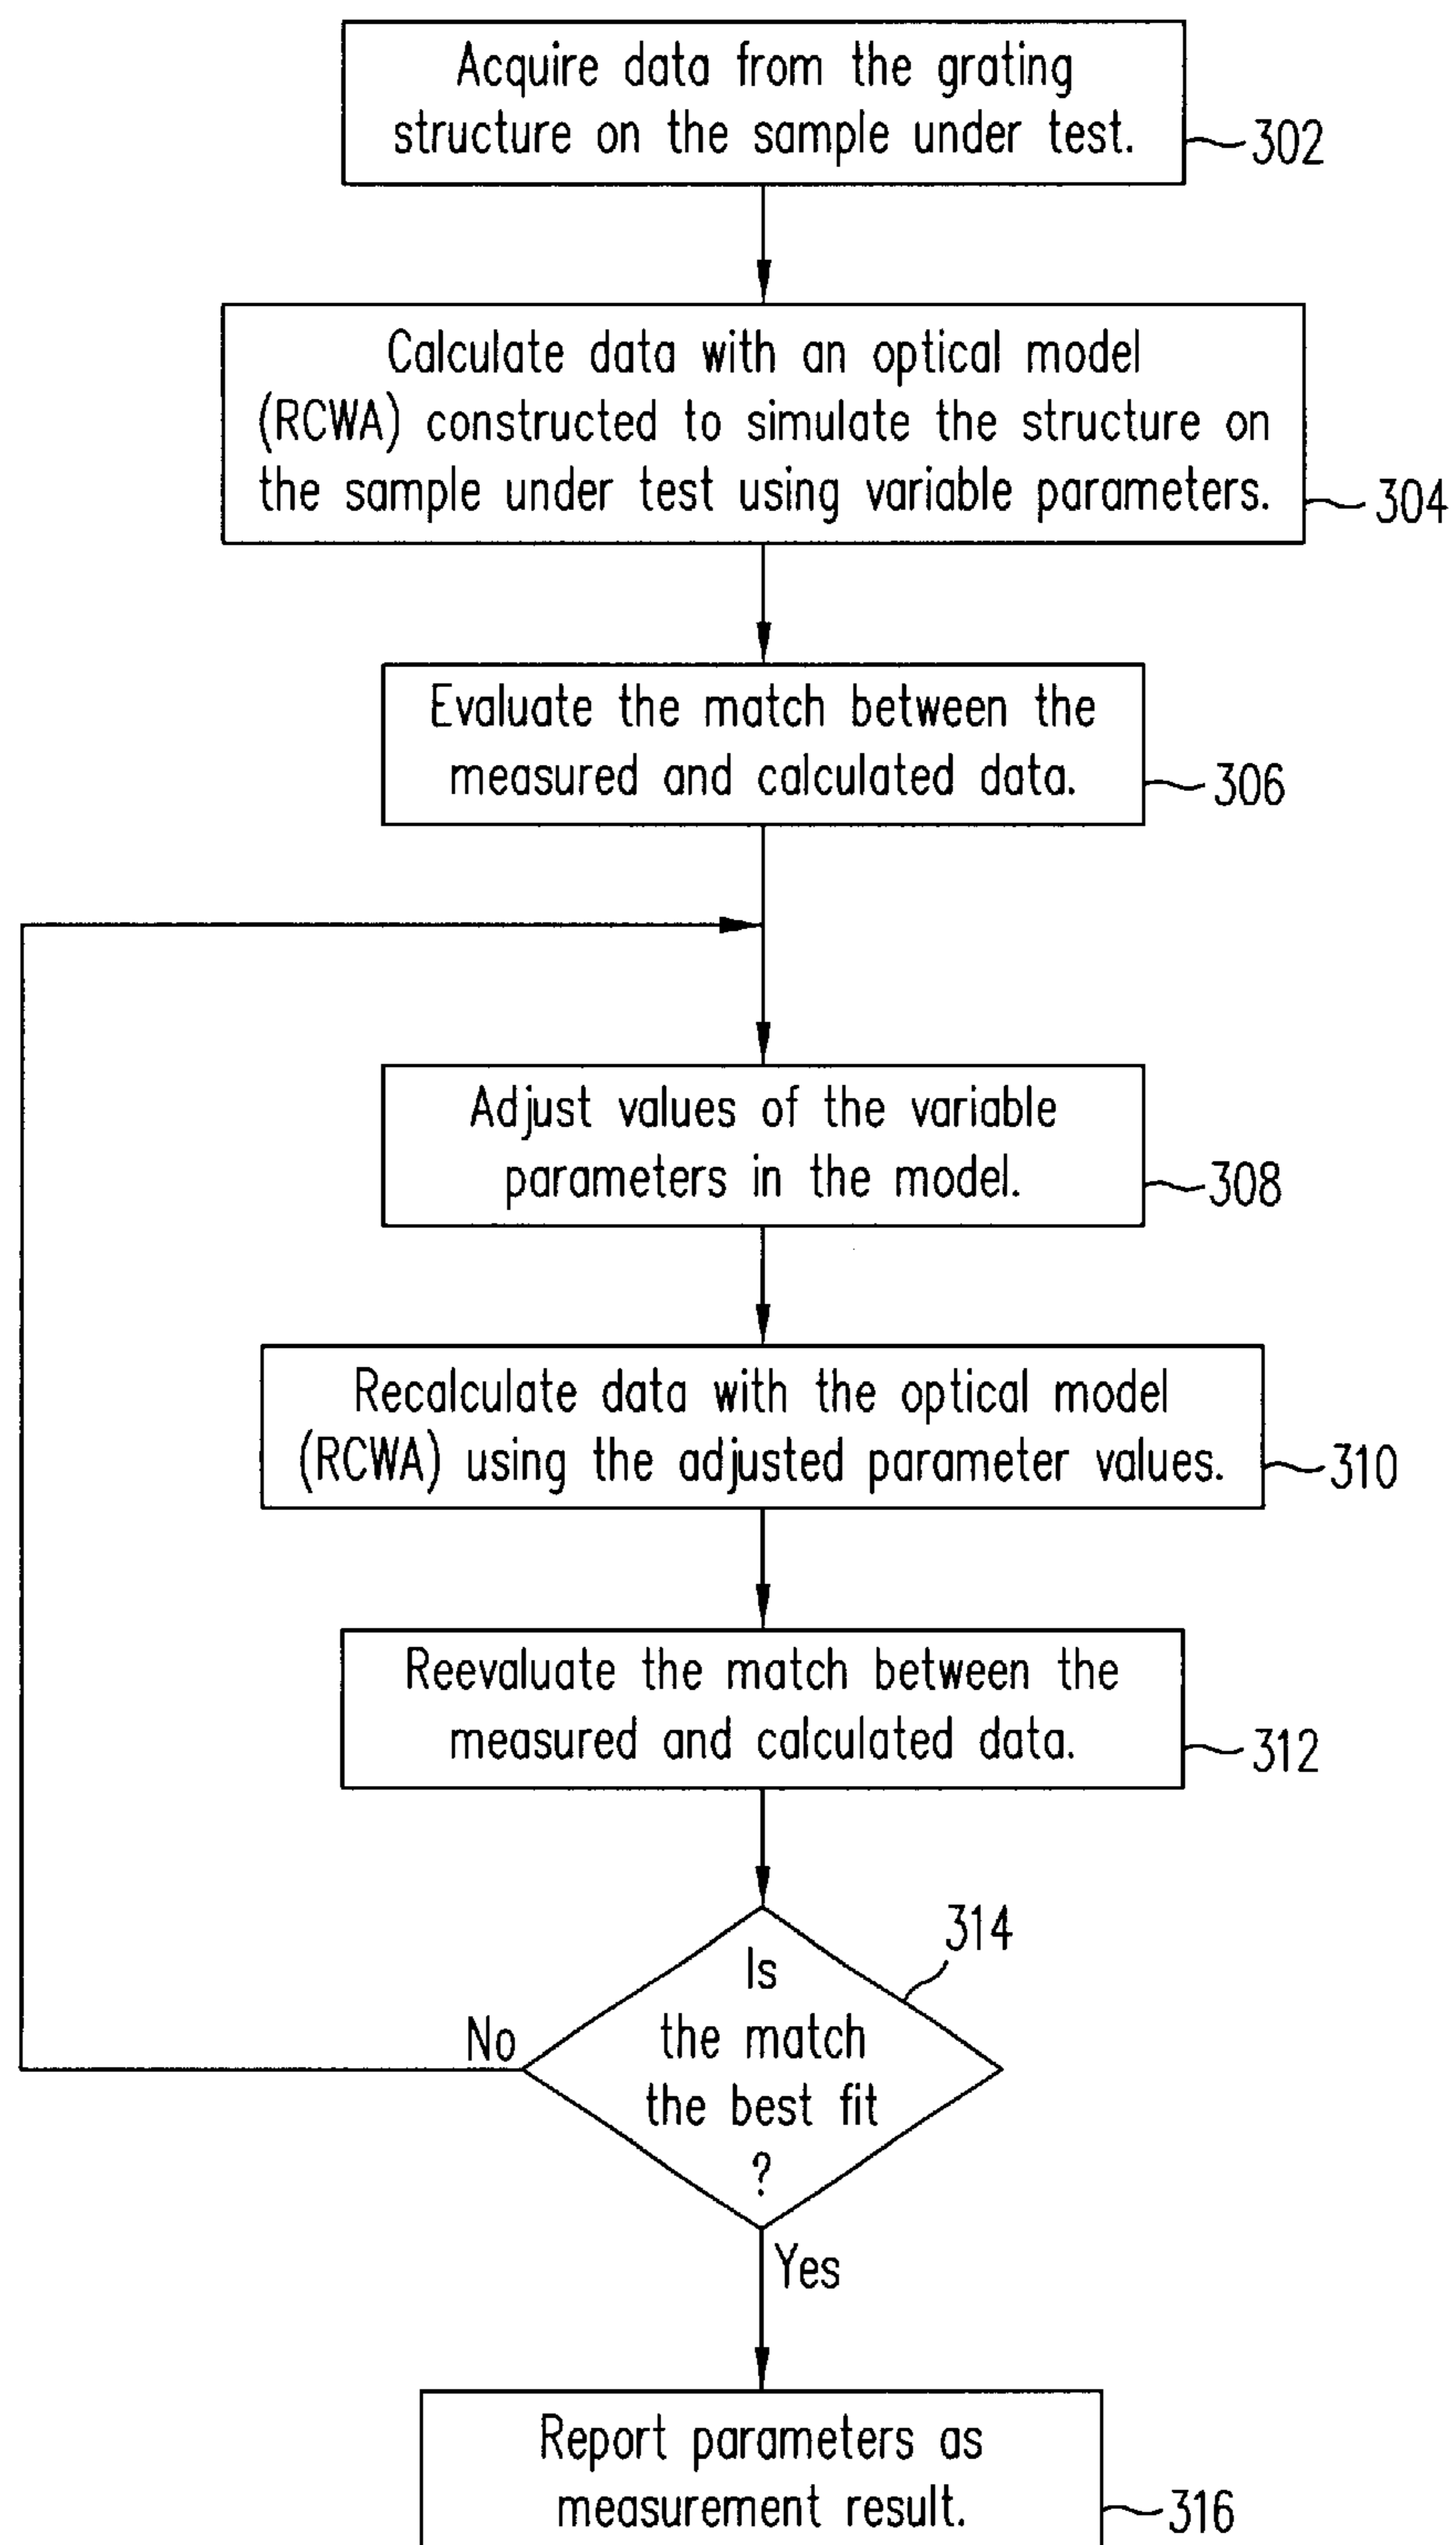 Acquire data from the grating
structure on the sample under test.
302
Calculate data with an optical model
(RCWA) constructed to simulate the structure on
the sample under test using variable parameters.
304
Evaluate the match between the
measured and calculated data.
306
Adjust values of the variable
parameters in the model.
308
Recalculate data with the optical model
(RCWA) using the adjusted parameter values.
310
Reevaluate the match between the
measured and calculated data.
312
314
Is
the match
the best fit
?
No
Yes
Report parameters as
measurement result.
316